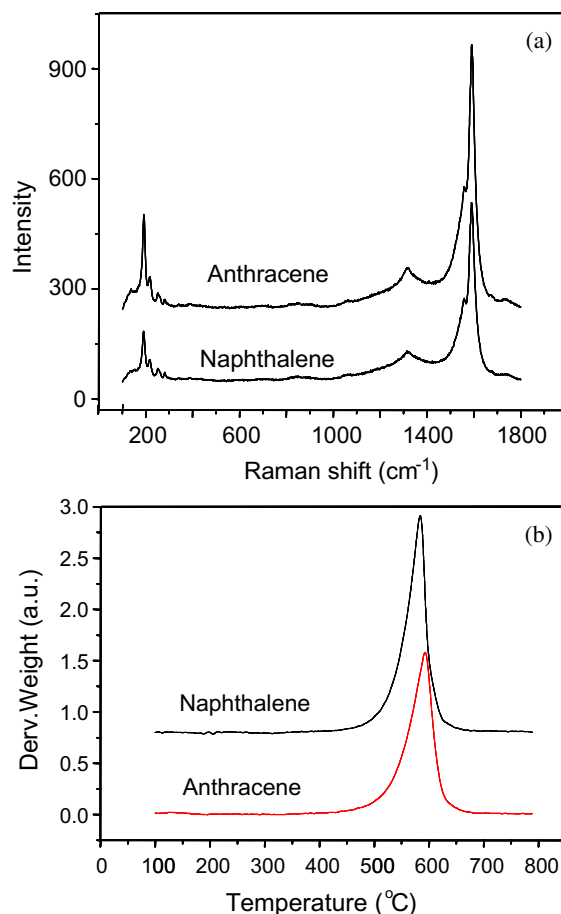 (a)
Intensity
900
600
300
0
Anthracene
Naphthalene
200 600 1000 1400 1800
Raman shift (cm⁻¹)
(b)
Derv.Weight (a.u.)
3.0
2.5
2.0
1.5
1.0
0.5
0.0
Naphthalene
Anthracene
0 100 200 300 400 500 600 700 800
Temperature (°C)